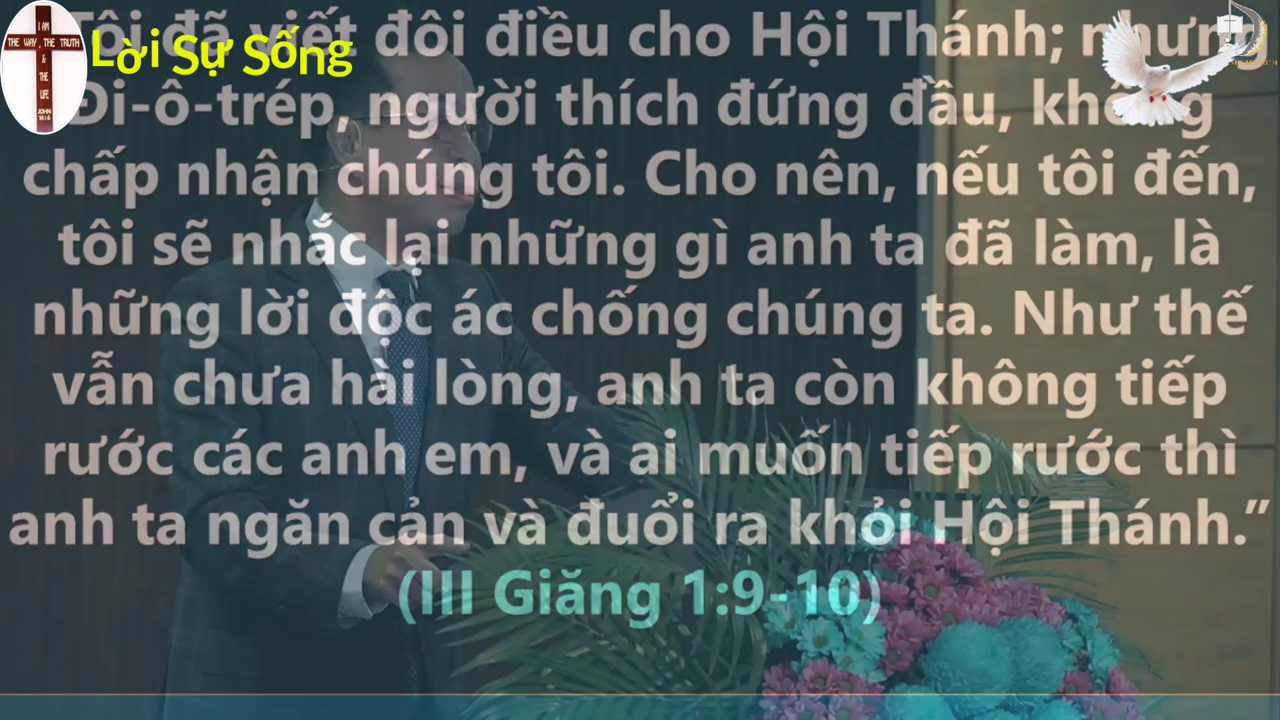 Tôi đã viết đôi điều cho Hội Thánh; nhưng
Đi-ô-trép, người thích đứng đầu, không
chấp nhận chúng tôi. Cho nên, nếu tôi đến,
tôi sẽ nhắc lại những gì anh ta đã làm, là
những lời độc ác chống chúng ta. Như thế
vẫn chưa hài lòng, anh ta còn không tiếp
rước các anh em, và ai muốn tiếp rước thì
anh ta ngăn cản và đuổi ra khỏi Hội Thánh.”
(III Giăng 1:9-10)
Lời Sự Sống
I AM
THE WAY, THE TRUTH
&
THE
LIFE
JOHN
14:6